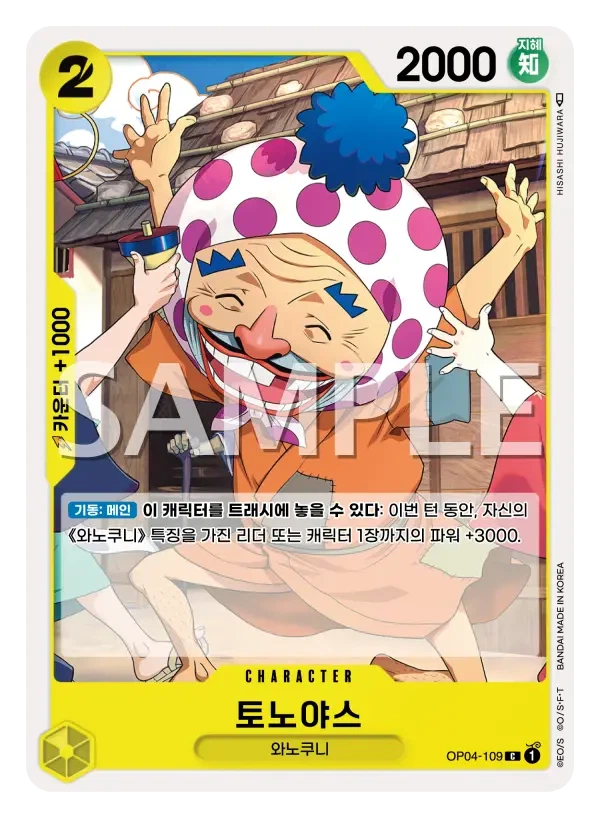 2
2000
지혜
知
HISASHI HUJIWARA
카운터 +1000
SAMPLE
기동: 메인 이 캐릭터를 트래시에 놓을 수 있다: 이번 턴 동안, 자신의
《와노쿠니》 특징을 가진 리더 또는 캐릭터 1장까지의 파워 +3000.
CHARACTER
토노야스
와노쿠니
OP04-109 C 1
©EO/S ©O/S·F·T BANDAI MADE IN KOREA